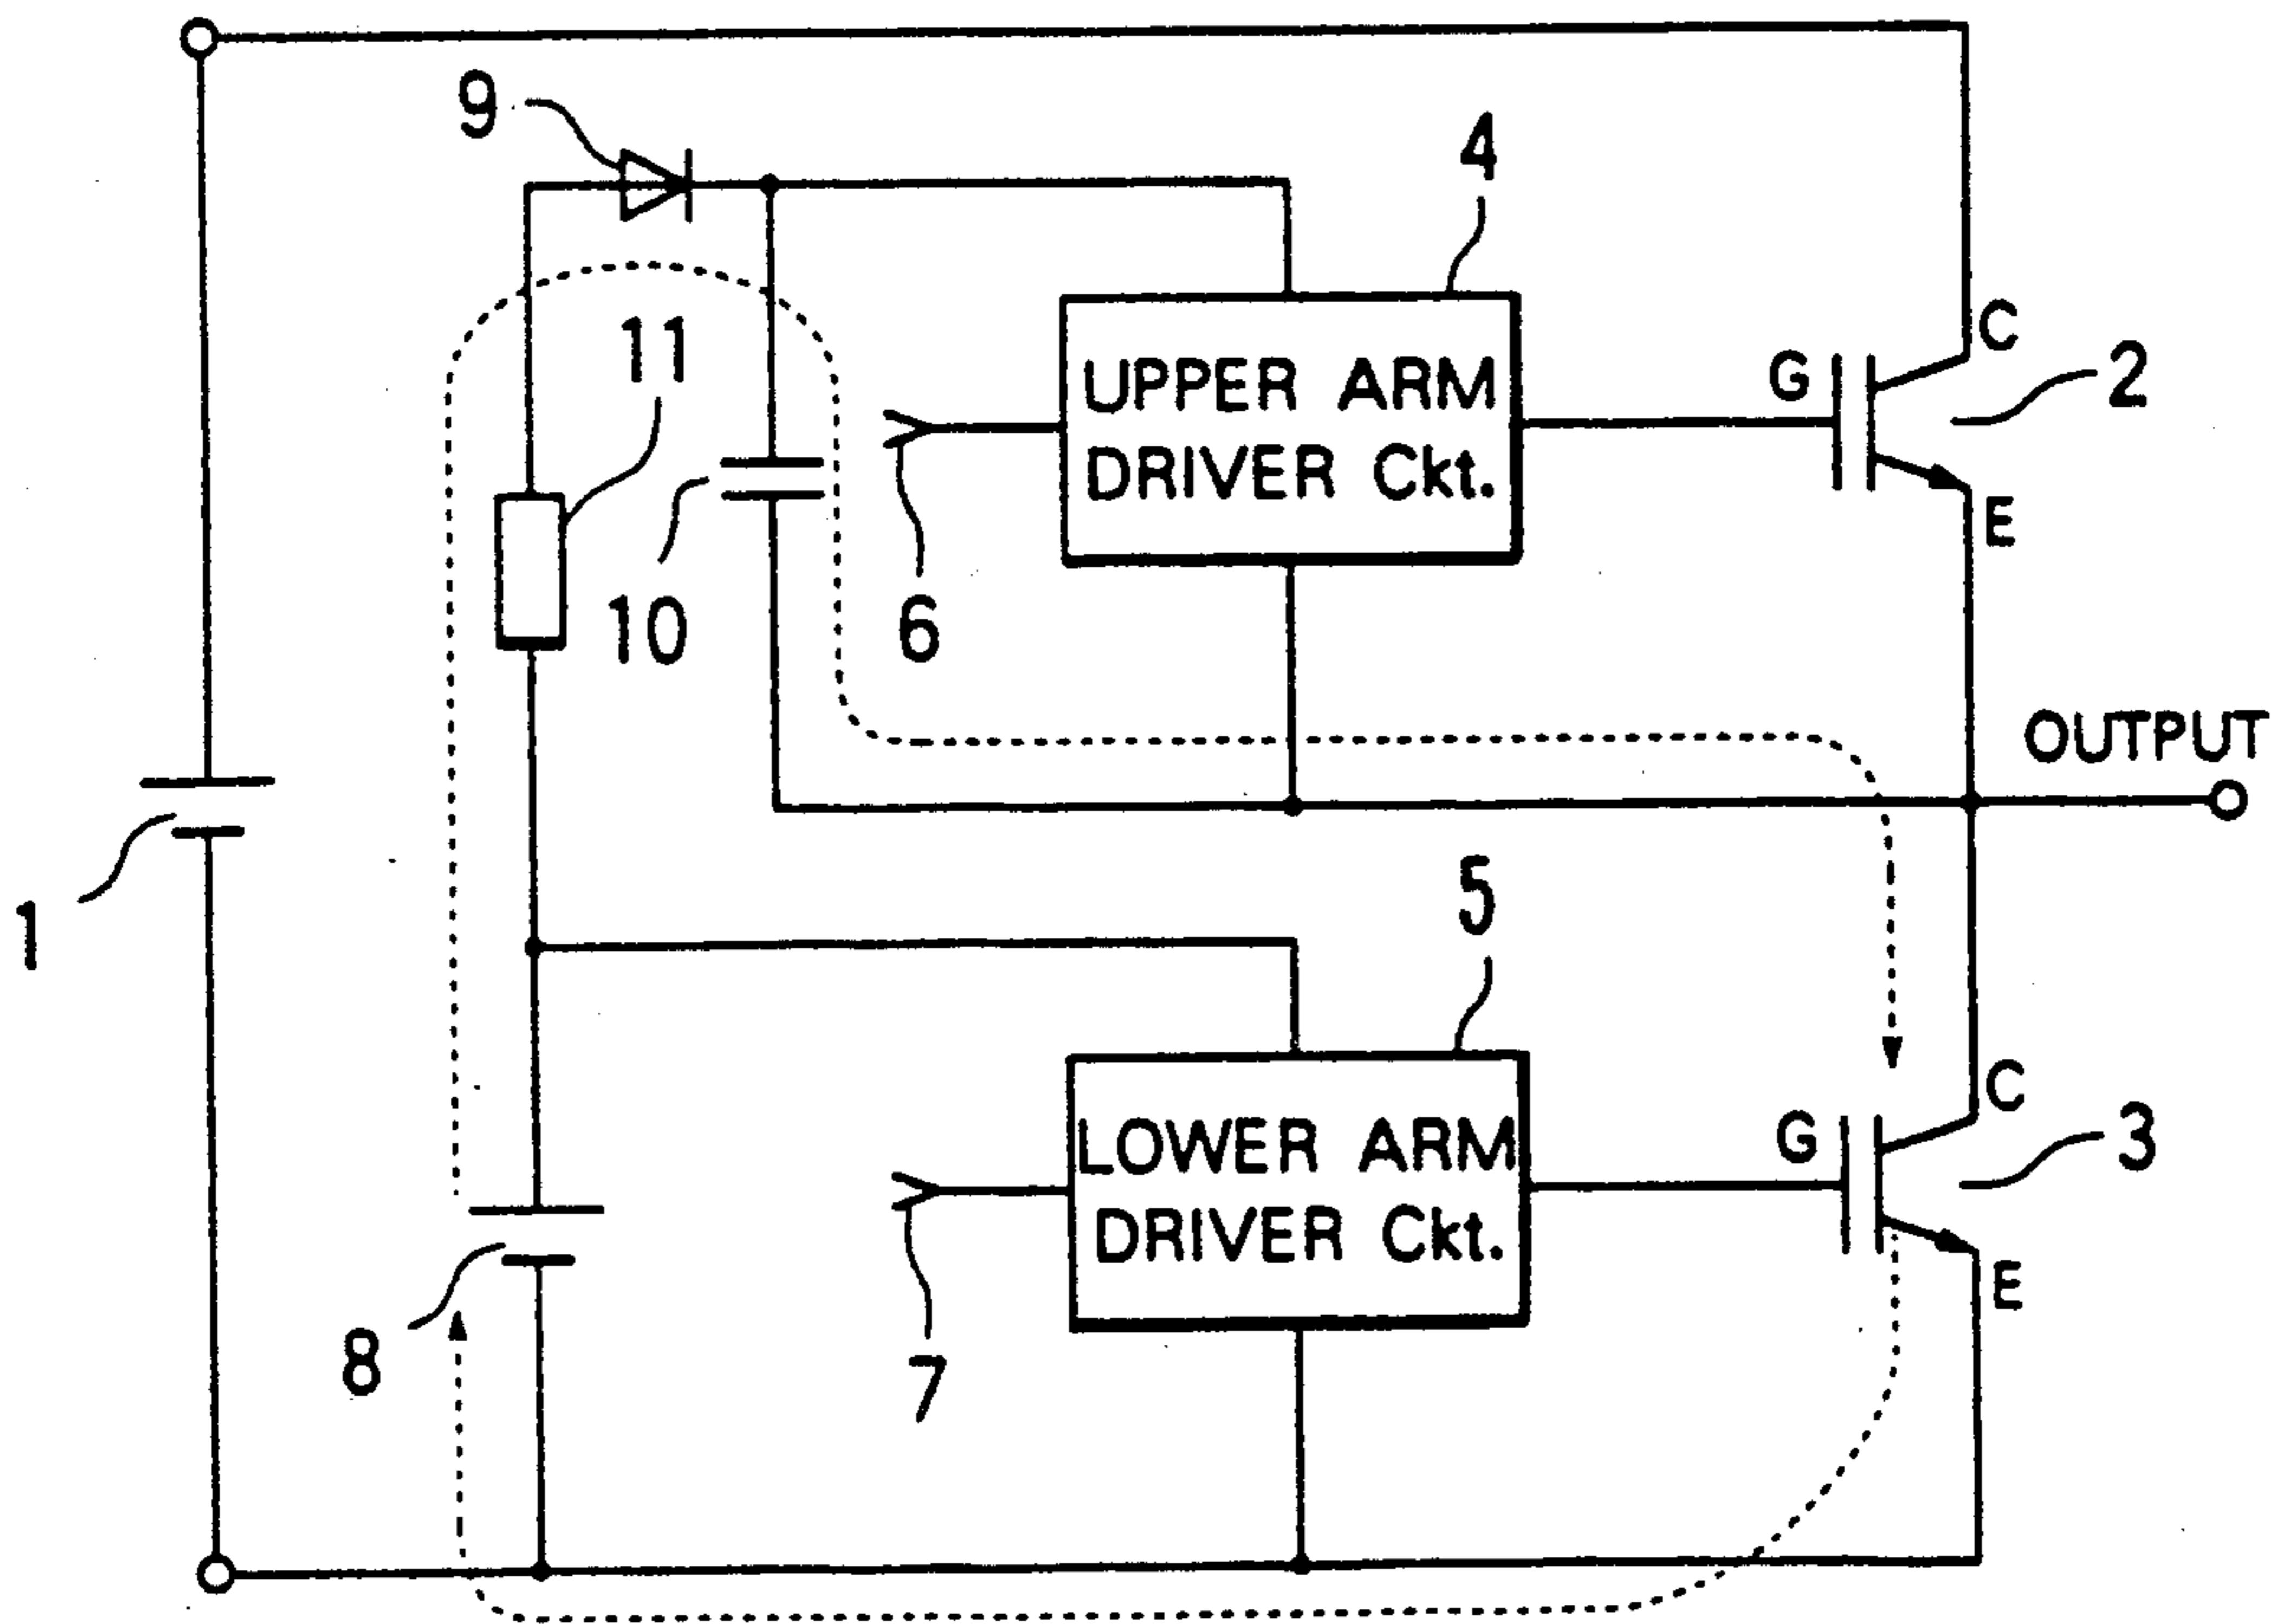 9
4
11
UPPER ARM
DRIVER Ckt.
G
C
2
E
10
6
OUTPUT
1
5
LOWER ARM
DRIVER Ckt.
G
C
3
E
8
7